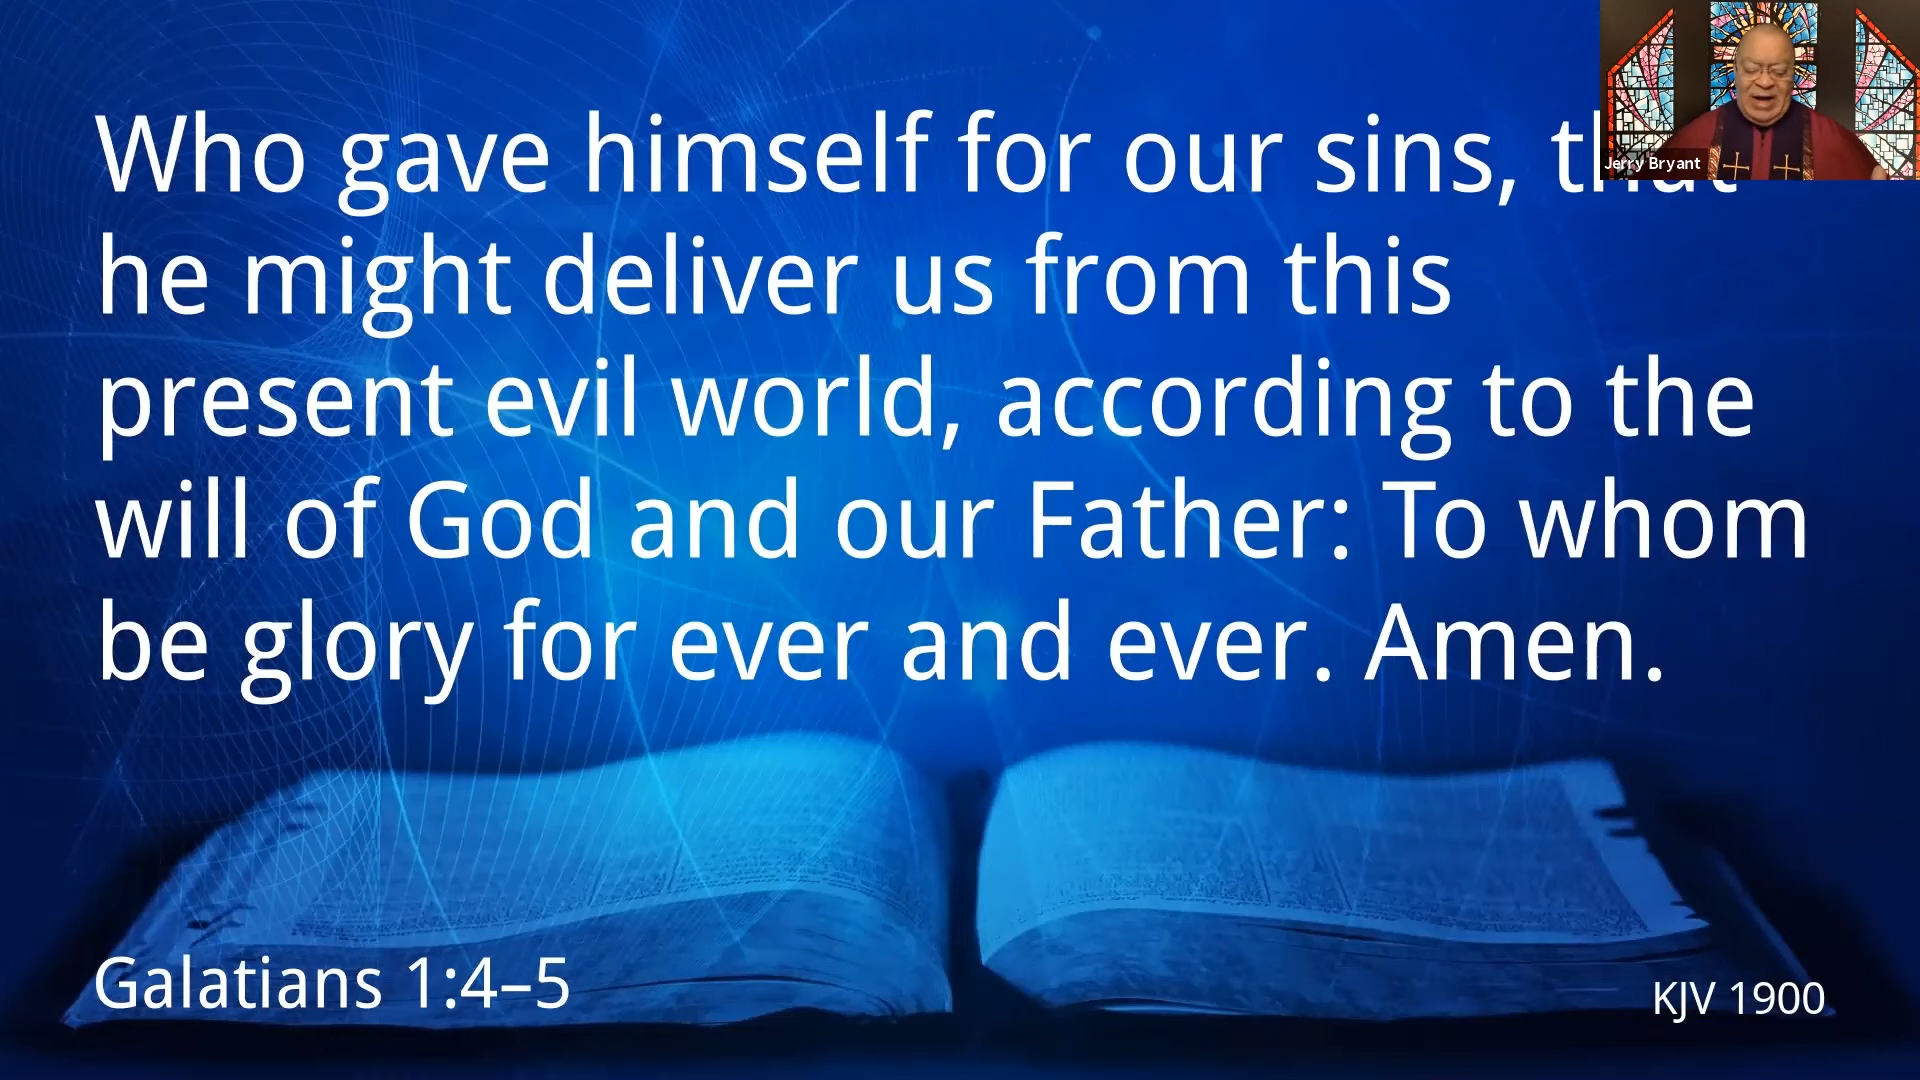 Who gave himself for our sins, that
he might deliver us from this
present evil world, according to the
will of God and our Father: To whom
be glory for ever and ever. Amen.
Galatians 1:4–5
KJV 1900
Jerry Bryant